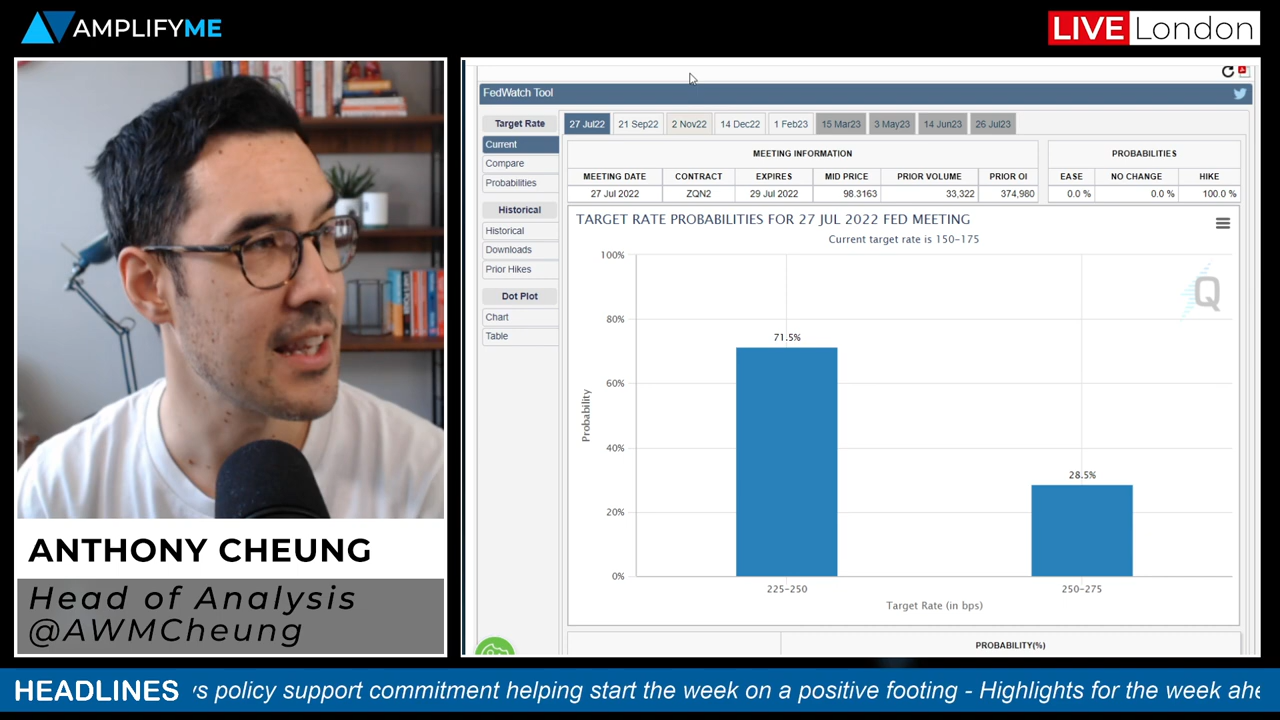 AMPLIFYME
LIVE London
FedWatch Tool
Target Rate
Current
Compare
Probabilities
Historical
Historical
Downloads
Prior Hikes
Dot Plot
Chart
Table
27 Jul22 21 Sep22 2 Nov22 14 Dec22 1 Feb23 15 Mar23 3 May23 14 Jun23 26 Jul23
MEETING INFORMATION
MEETING DATE CONTRACT EXPIRES MID PRICE PRIOR VOLUME PRIOR OI
27 Jul 2022 ZQN2 29 Jul 2022 98.3163 33,322 374,980
PROBABILITIES
EASE NO CHANGE HIKE
0.0 % 0.0 % 100.0 %
TARGET RATE PROBABILITIES FOR 27 JUL 2022 FED MEETING
Current target rate is 150-175
Q
Probability
100%
80%
60%
40%
20%
0%
71.5%
28.5%
225-250 250-275
Target Rate (in bps)
PROBABILITY(%)
ANTHONY CHEUNG
Head of Analysis
@AWMCheung
HEADLINES policy support commitment helping start the week on a positive footing - Highlights for the week